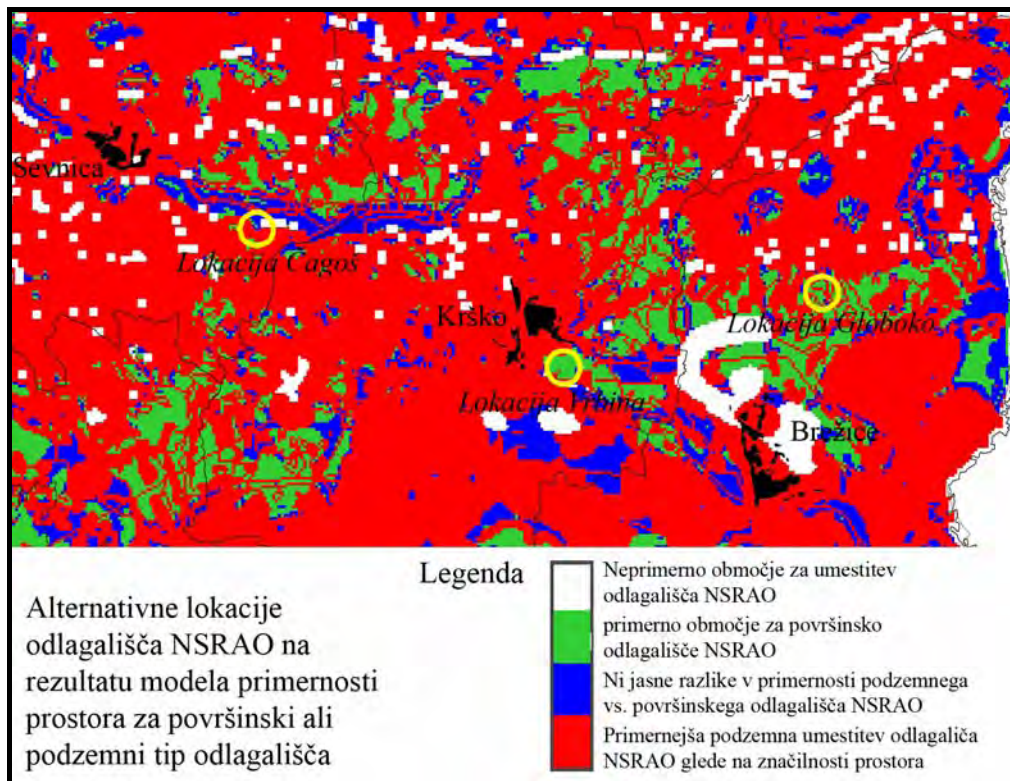 Sevnica
Lokacija Čagoš
Krško
Lokacija Globoko
Lokacija Vrbina
Brežice
Alternativne lokacije
odlagališča NSRAO na
rezultatu modela primernosti
prostora za površinski ali
podzemni tip odlagališča
Legenda
Neprimerno območje za umestitev
odlagališča NSRAO
primerno območje za površinsko
odlagališče NSRAO
Ni jasne razlike v primernosti podzemnega
vs. površinskega odlagališča NSRAO
Primernejša podzemna umestitev odlagaliča
NSRAO glede na značilnosti prostora